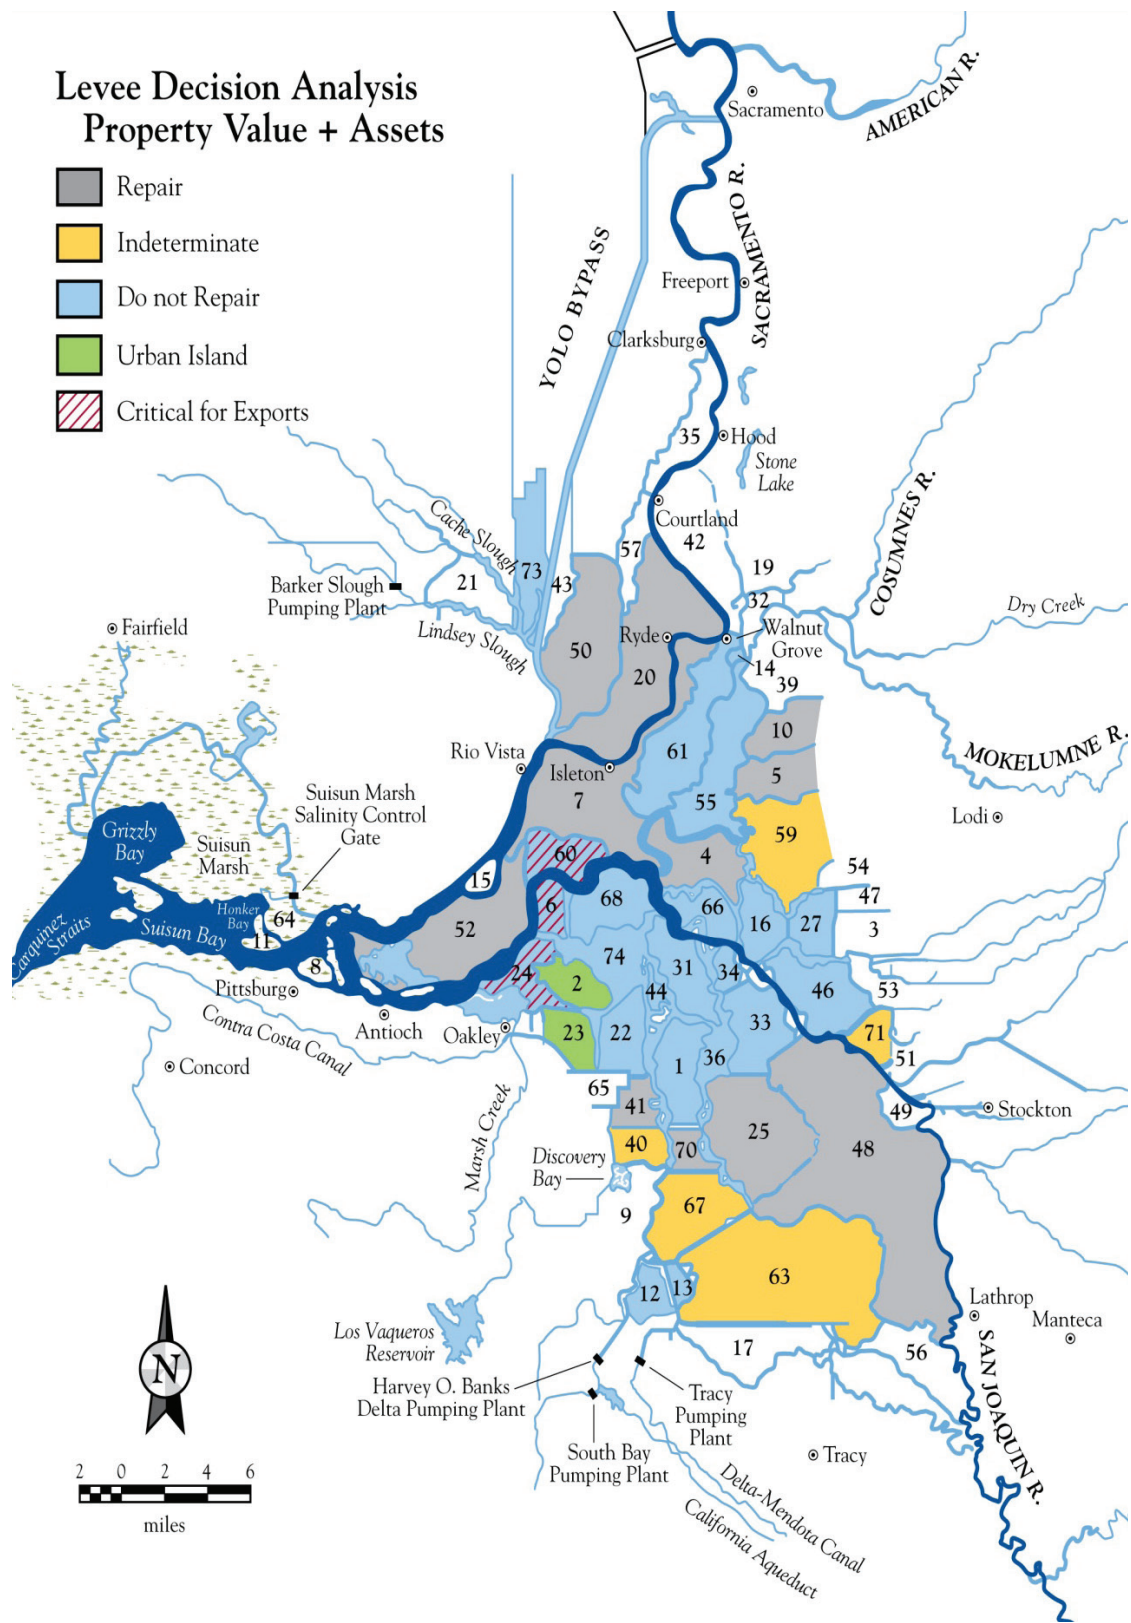 Levee Decision Analysis
Property Value + Assets
Repair
Indeterminate
Do not Repair
Urban Island
Critical for Exports
Sacramento
AMERICAN R.
SACRAMENTO R.
YOLO BYPASS
Freeport
Clarksburg
35
Hood
Stone
Lake
Courtland
42
COSUMNES R.
Cache Slough
57
73
43
19
21
32
Barker Slough
Pumping Plant
Dry Creek
Lindsey Slough
Fairfield
Ryde
Walnut
Grove
50
20
14
39
10
MOKELUMNE R.
Rio Vista
61
Isleton
5
Suisun Marsh
Salinity Control
Gate
7
55
Lodi
Grizzly
Bay
Suisun
Marsh
59
60
4
54
15
47
6
68
66
16
27
3
Honker
Bay
64
52
11
Suisun Bay
Carquinez
Straits
8
24
74
31
34
46
53
Pittsburg
2
44
Antioch
Oakley
23
22
33
71
Contra Costa Canal
Concord
1
36
51
65
41
49
Stockton
25
Marsh Creek
40
70
48
Discovery
Bay
9
67
63
12
13
Lathrop
Manteca
Los Vaqueros
Reservoir
17
56
SAN JOAQUIN R.
N
Harvey O. Banks
Delta Pumping Plant
Tracy
Pumping
Plant
South Bay
Pumping Plant
Tracy
Delta-Mendota Canal
California Aqueduct
2 0 2 4 6
miles